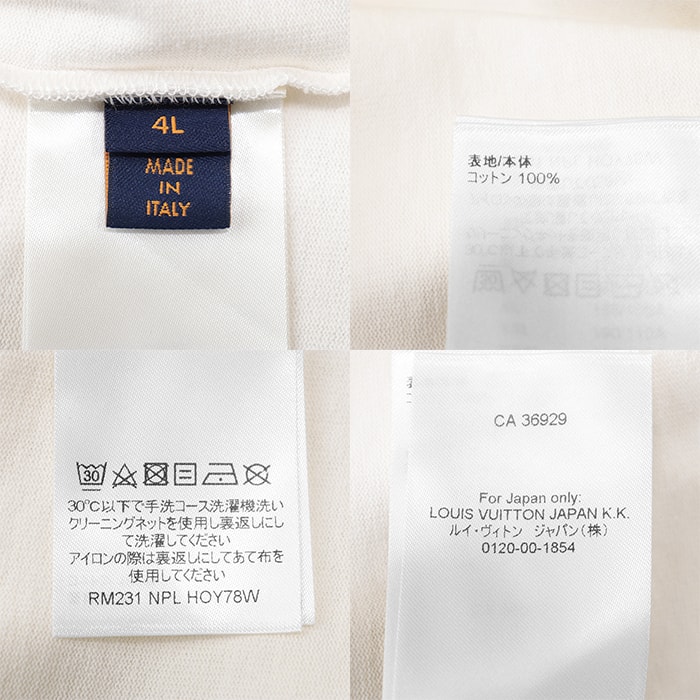 4L
MADE
IN
ITALY
表地/本体
コットン 100%
30
30℃以下で手洗コース洗濯機洗い
クリーニングネットを使用し裏返しにし
て洗濯してください
アイロンの際は裏返しにしてあて布を
使用してください
RM231 NPL HOY78W
CA 36929
For Japan only:
LOUIS VUITTON JAPAN K.K.
ルイ・ヴィトン ジャパン(株)
0120-00-1854